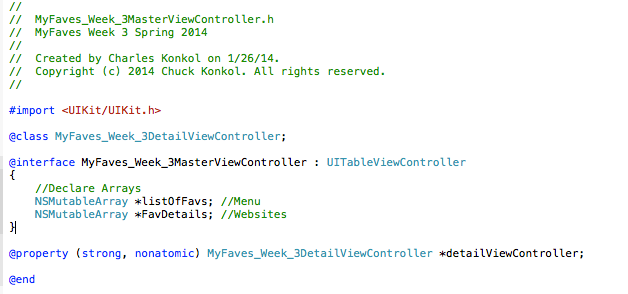 //
//  MyFaves_Week_3MasterViewController.h
//  MyFaves Week 3 Spring 2014
//
//  Created by Charles Konkol on 1/26/14.
//  Copyright (c) 2014 Chuck Konkol. All rights reserved.
//
#import <UIKit/UIKit.h>
@class MyFaves_Week_3DetailViewController;
@interface MyFaves_Week_3MasterViewController : UITableViewController
{
    //Declare Arrays
    NSMutableArray *listOfFavs; //Menu
    NSMutableArray *FavDetails; //Websites
}
@property (strong, nonatomic) MyFaves_Week_3DetailViewController *detailViewController;
@end